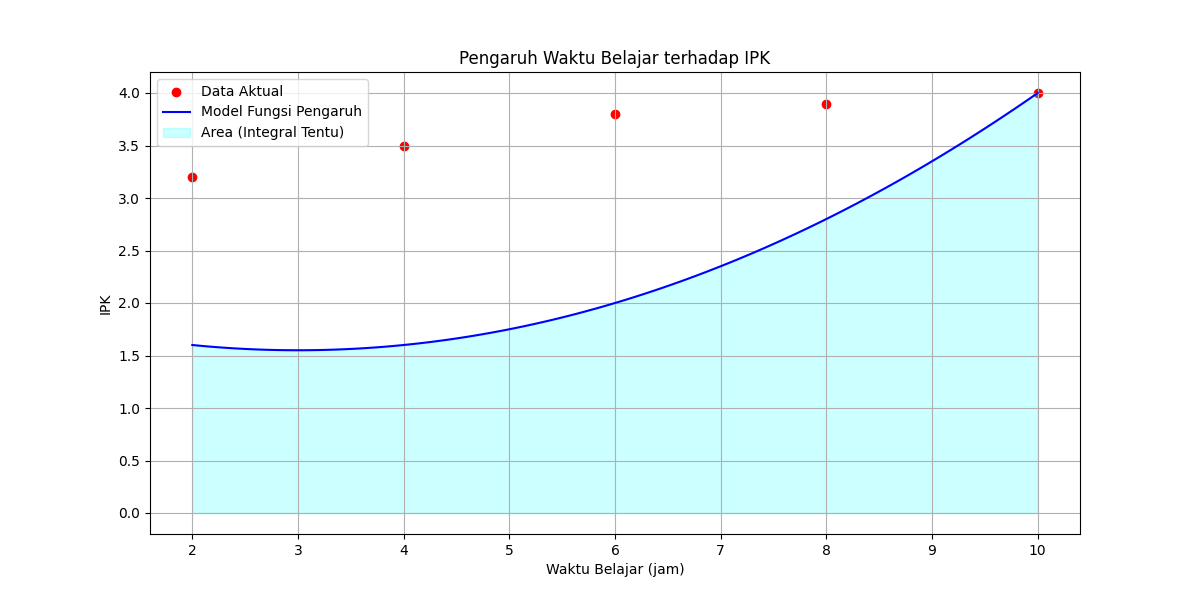 Pengaruh Waktu Belajar terhadap IPK
Data Aktual
Model Fungsi Pengaruh
Area (Integral Tentu)
4.0
3.5
3.0
2.5
2.0
1.5
1.0
0.5
0.0
IPK
2 3 4 5 6 7 8 9 10
Waktu Belajar (jam)